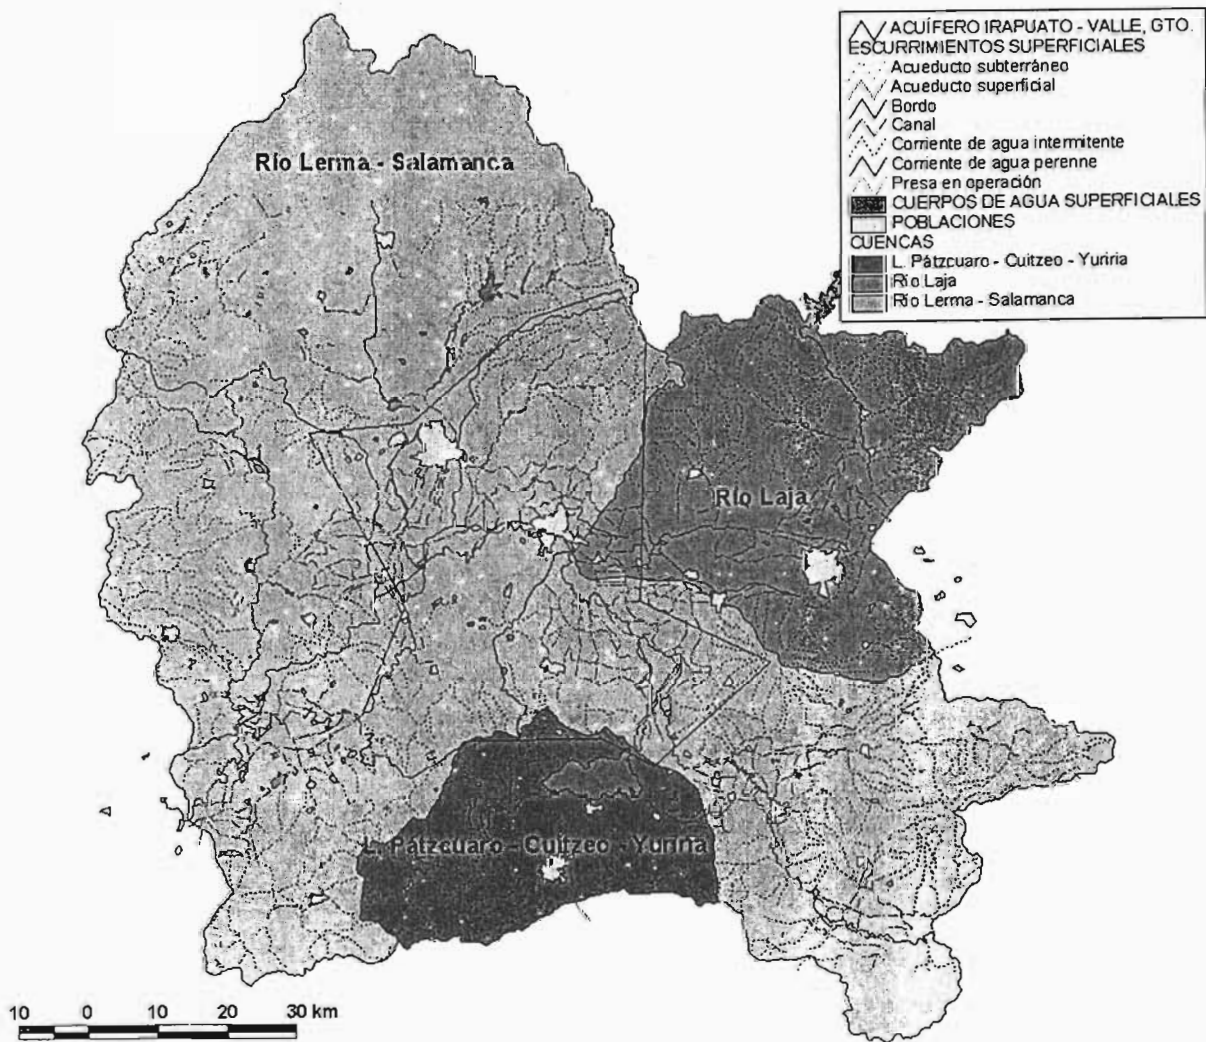 ACUÍFERO IRAPUATO - VALLE, GTO.
ESCURRIMIENTOS SUPERFICIALES
Acueducto subterráneo
Acueducto superficial
Bordo
Canal
Corriente de agua intermitente
Corriente de agua perenne
Presa en operación
CUERPOS DE AGUA SUPERFICIALES
POBLACIONES
CUENCAS
L. Pátzcuaro - Cuitzeo - Yuriria
Río Laja
Río Lerma - Salamanca
Río Lerma - Salamanca
Río Laja
L. Pátzcuaro - Cuitzeo - Yuriria
10 0 10 20 30 km